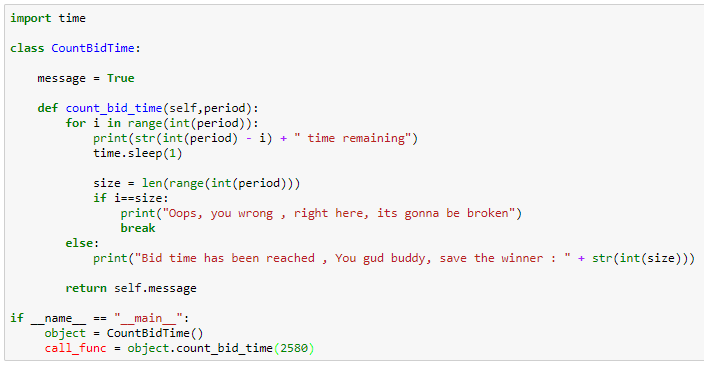 import time
class CountBidTime:
    message = True
    def count_bid_time(self,period):
        for i in range(int(period)):
            print(str(int(period) - i) + " time remaining")
            time.sleep(1)
            size = len(range(int(period)))
            if i==size:
                print("Oops, you wrong , right here, its gonna be broken")
                break
        else:
            print("Bid time has been reached , You gud buddy, save the winner : " + str(int(size)))
        return self.message
if __name__ == "__main__":
     object = CountBidTime()
     call_func = object.count_bid_time(2580)